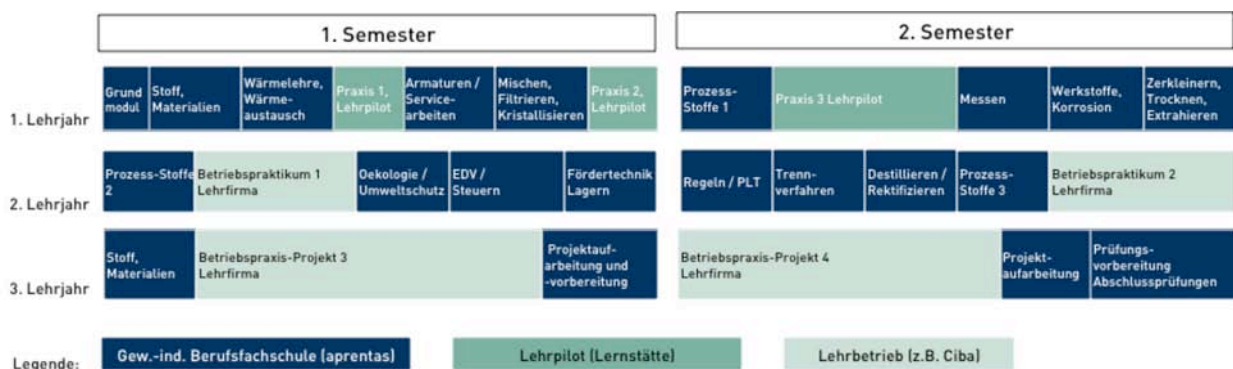 1. Semester
2. Semester
1. Lehrjahr
Grund
modul
Stoff,
Materialien
Wärmelehre,
Wärme-
austausch
Praxis 1,
Lehrpilot
Armaturen /
Service-
arbeiten
Mischen,
Filtrieren,
Kristallisieren
Praxis 2,
Lehrpilot
Prozess-
Stoffe 1
Praxis 3 Lehrpilot
Messen
Werkstoffe,
Korrosion
Zerkleinern,
Trocknen,
Extrahieren
2. Lehrjahr
Prozess-Stoffe
2
Betriebspraktikum 1
Lehrfirma
Oekologie /
Umweltschutz
EDV /
Steuern
Fördertechnik
Lagern
Regeln / PLT
Trenn-
verfahren
Destillieren /
Rektifizieren
Prozess-
Stoffe 3
Betriebspraktikum 2
Lehrfirma
3. Lehrjahr
Stoff,
Materialien
Betriebspraxis-Projekt 3
Lehrfirma
Projektauf-
arbeitung und
-vorbereitung
Betriebspraxis-Projekt 4
Lehrfirma
Projekt-
aufarbeitung
Prüfungs-
vorbereitung
Abschlussprüfungen
Legende:
Gew.-ind. Berufsfachschule (aprentas)
Lehrpilot (Lernstätte)
Lehrbetrieb (z.B. Ciba)